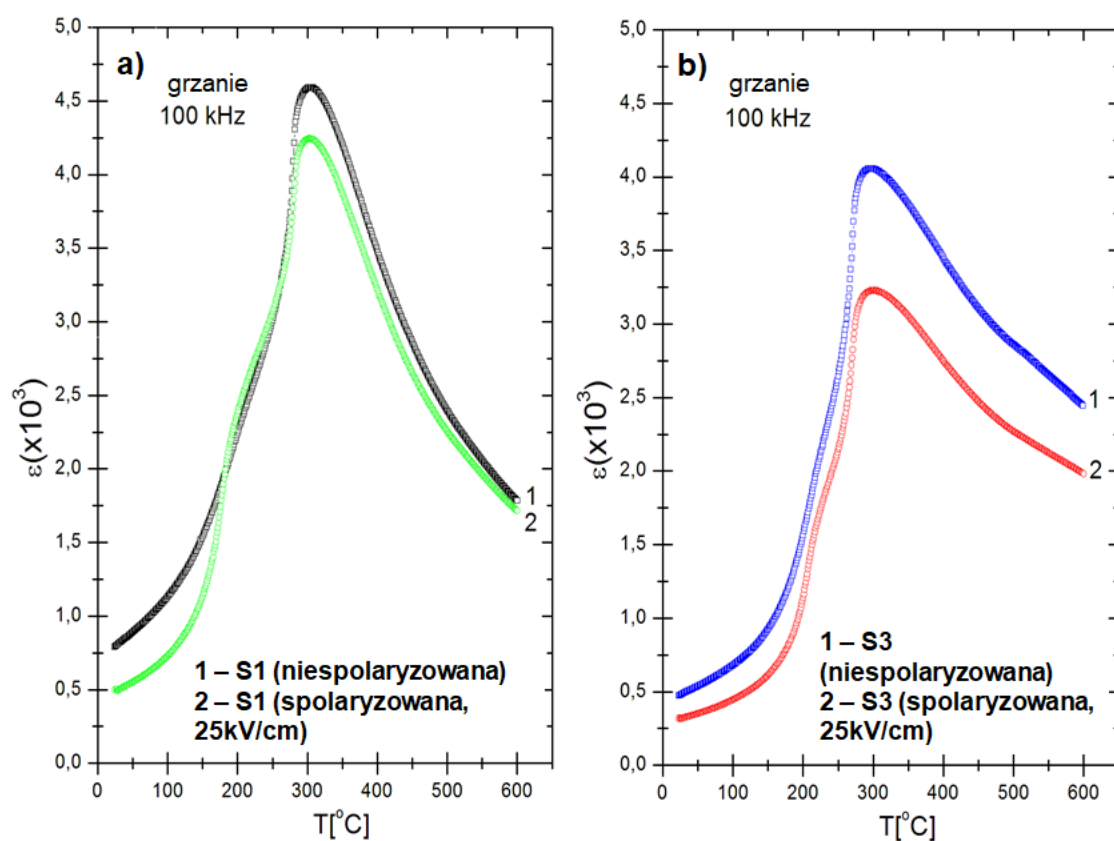 a)
grzanie
100 kHz
5,0
4,5
4,0
3,5
3,0
2,5
2,0
1,5
1,0
0,5
0,0
ε(x10³)
1
2
1 – S1 (niespolaryzowana)
2 – S1 (spolaryzowana,
25kV/cm)
0 100 200 300 400 500 600
T[°C]
b)
grzanie
100 kHz
5,0
4,5
4,0
3,5
3,0
2,5
2,0
1,5
1,0
0,5
0,0
ε(x10³)
1
2
1 – S3
(niespolaryzowana)
2 – S3 (spolaryzowana,
25kV/cm)
0 100 200 300 400 500 600
T[°C]